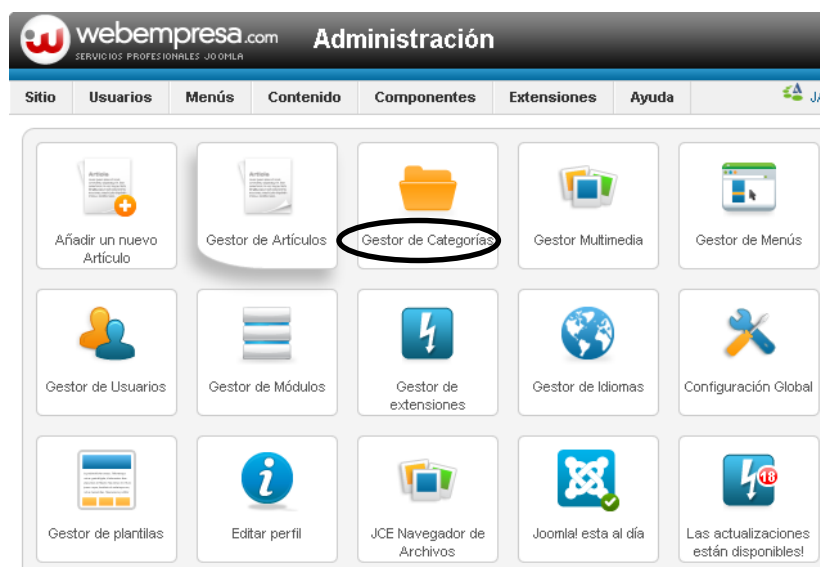 webempresa.com Administración
SERVICIOS PROFESIONALES JOOMLA
Sitio Usuarios Menús Contenido Componentes Extensiones Ayuda
Artículo
Artículo
Añadir un nuevo Artículo
Gestor de Artículos
Gestor de Categorías
Gestor Multimedia
Gestor de Menús
Gestor de Usuarios
Gestor de Módulos
Gestor de
extensiones
Gestor de Idiomas
Configuración Global
18
Gestor de plantilas
Editar perfil
JCE Navegador de
Archivos
Joomla! esta al día
Las actualizaciones
están disponibles!